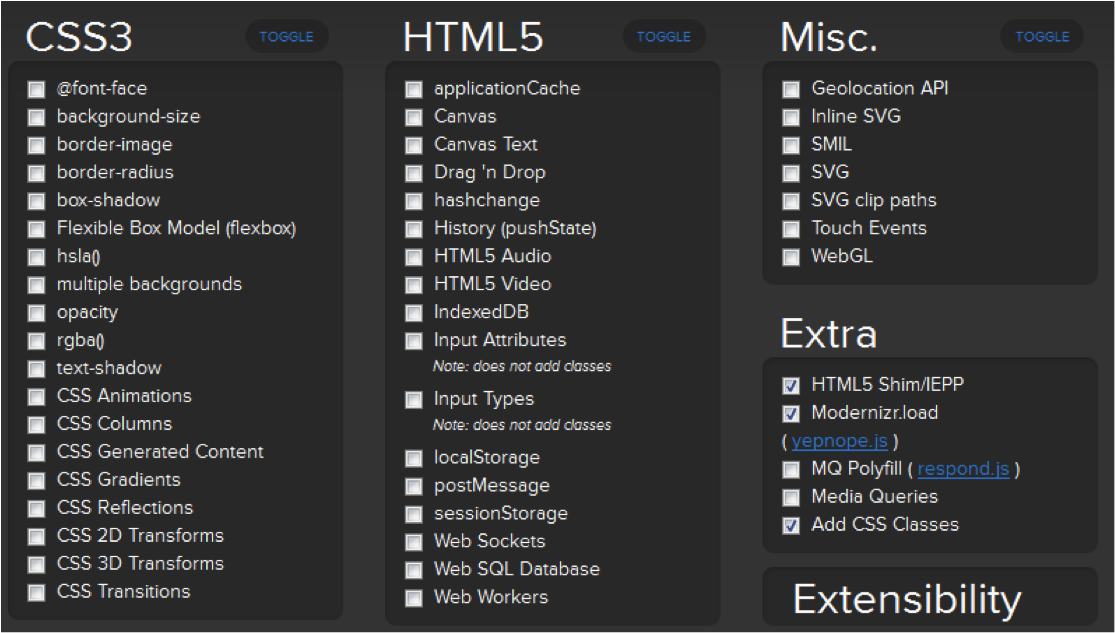 CSS3
TOGGLE
@font-face
background-size
border-image
border-radius
box-shadow
Flexible Box Model (flexbox)
hsla()
multiple backgrounds
opacity
rgba()
text-shadow
CSS Animations
CSS Columns
CSS Generated Content
CSS Gradients
CSS Reflections
CSS 2D Transforms
CSS 3D Transforms
CSS Transitions
HTML5
TOGGLE
applicationCache
Canvas
Canvas Text
Drag 'n Drop
hashchange
History (pushState)
HTML5 Audio
HTML5 Video
IndexedDB
Input Attributes
Note: does not add classes
Input Types
Note: does not add classes
localStorage
postMessage
sessionStorage
Web Sockets
Web SQL Database
Web Workers
Misc.
TOGGLE
Geolocation API
Inline SVG
SMIL
SVG
SVG clip paths
Touch Events
WebGL
Extra
HTML5 Shim/IEPP
Modernizr.load
( yepnope.js )
MQ Polyfill ( respond.js )
Media Queries
Add CSS Classes
Extensibility